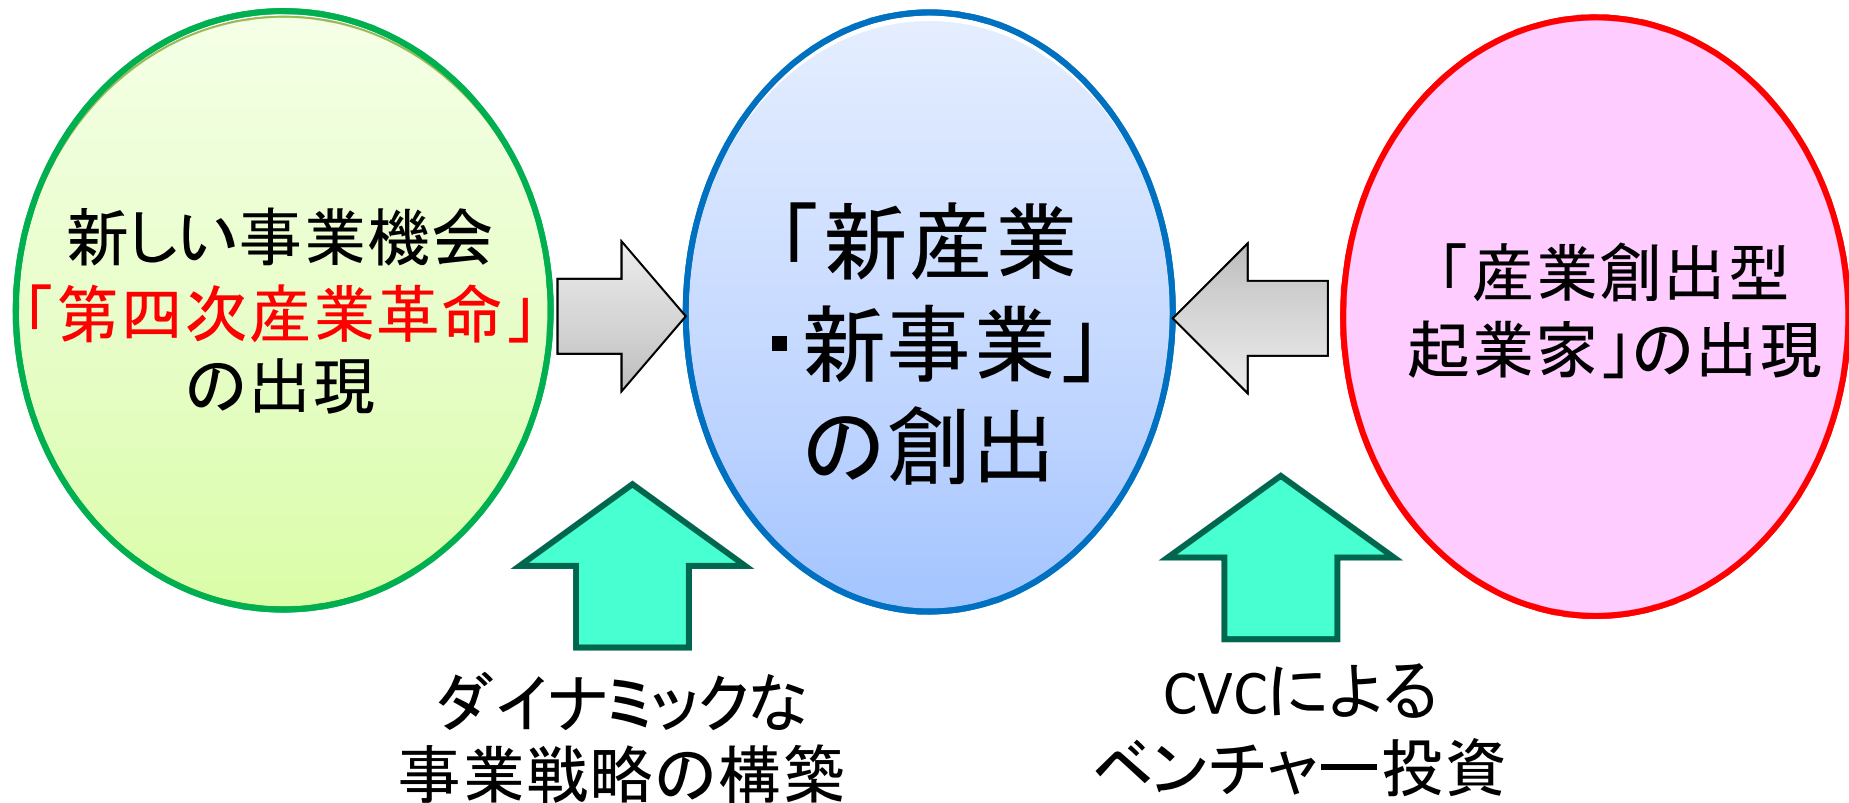 新しい事業機会
「第四次産業革命」
の出現
「新産業
・新事業」
の創出
「産業創出型
起業家」の出現
ダイナミックな
事業戦略の構築
CVCによる
ベンチャー投資